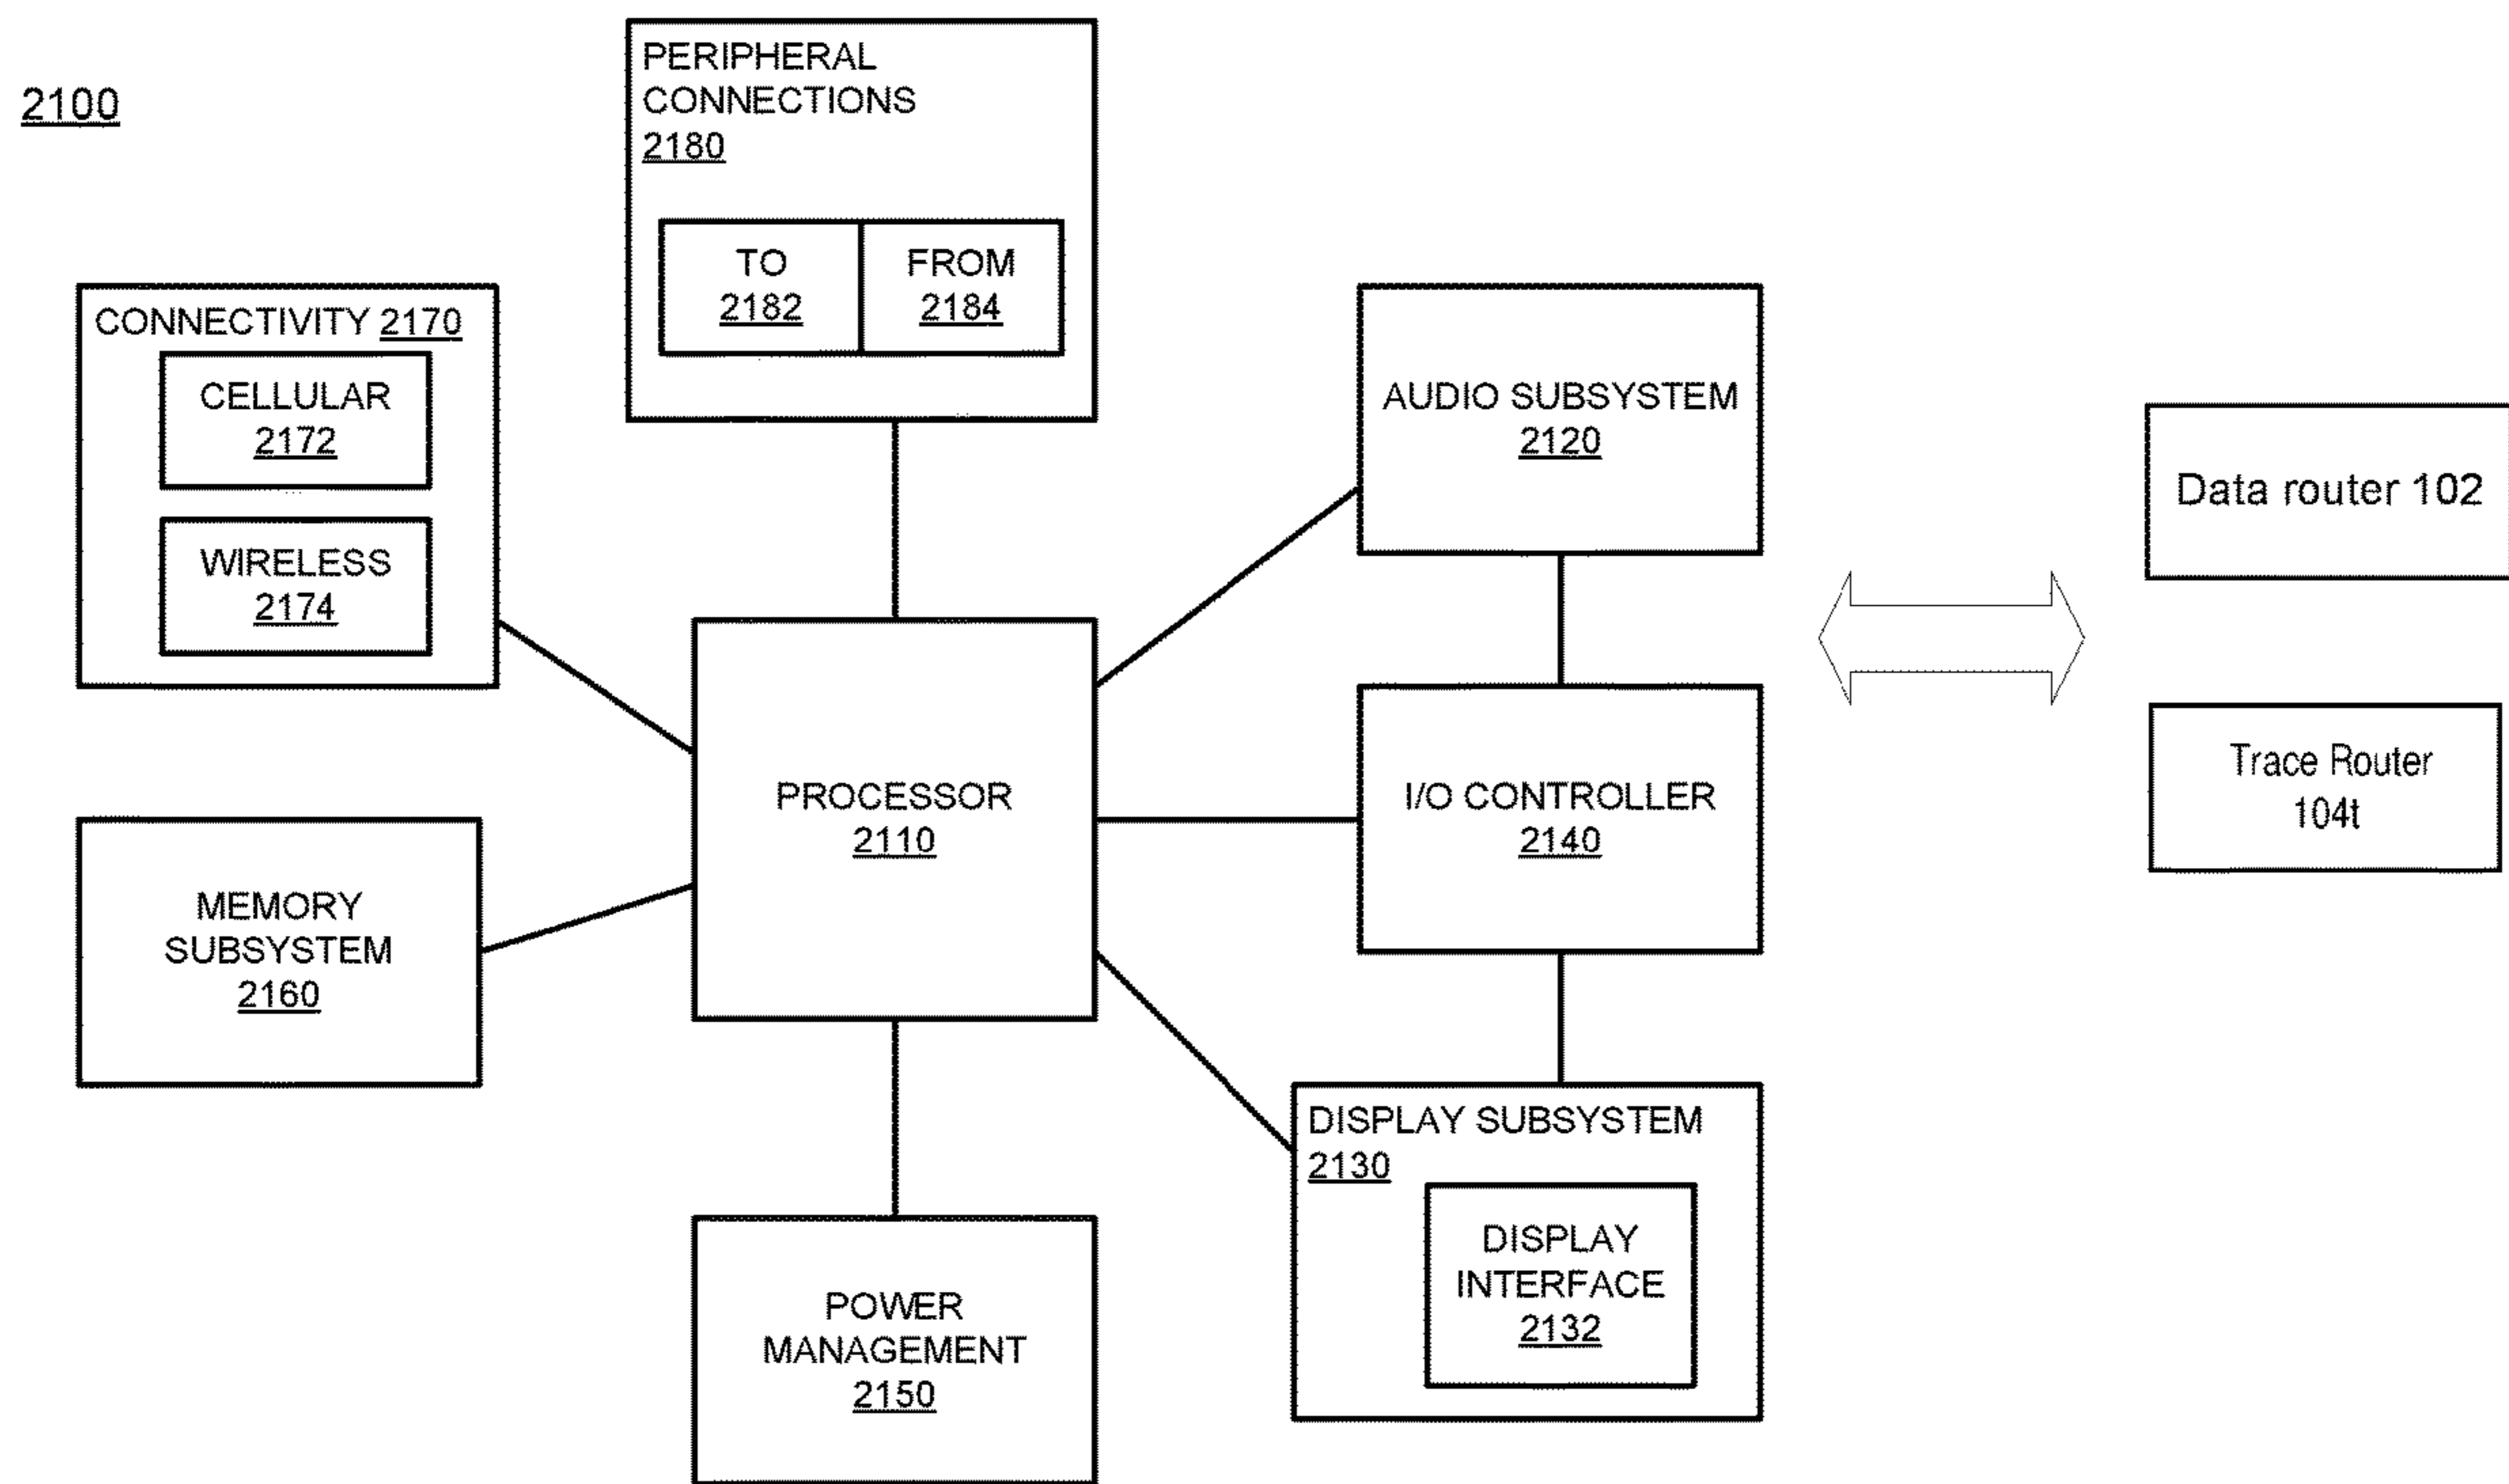 2100
PERIPHERAL
CONNECTIONS
2180
TO
2182
FROM
2184
CONNECTIVITY 2170
CELLULAR
2172
WIRELESS
2174
AUDIO SUBSYSTEM
2120
Data router 102
PROCESSOR
2110
I/O CONTROLLER
2140
Trace Router
104t
MEMORY
SUBSYSTEM
2160
DISPLAY SUBSYSTEM
2130
DISPLAY
INTERFACE
2132
POWER
MANAGEMENT
2150